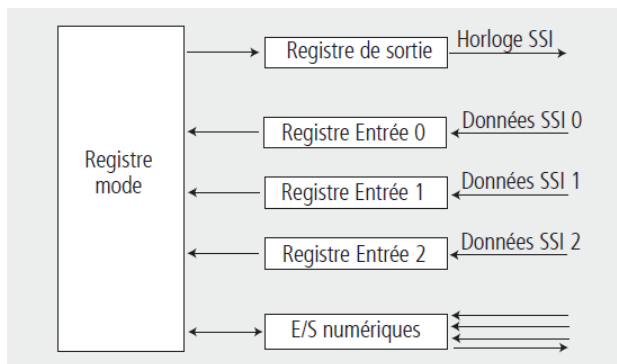 Registre de sortie
Horloge SSI
Registre Entrée 0
Données SSI 0
Registre
mode
Registre Entrée 1
Données SSI 1
Registre Entrée 2
Données SSI 2
E/S numériques